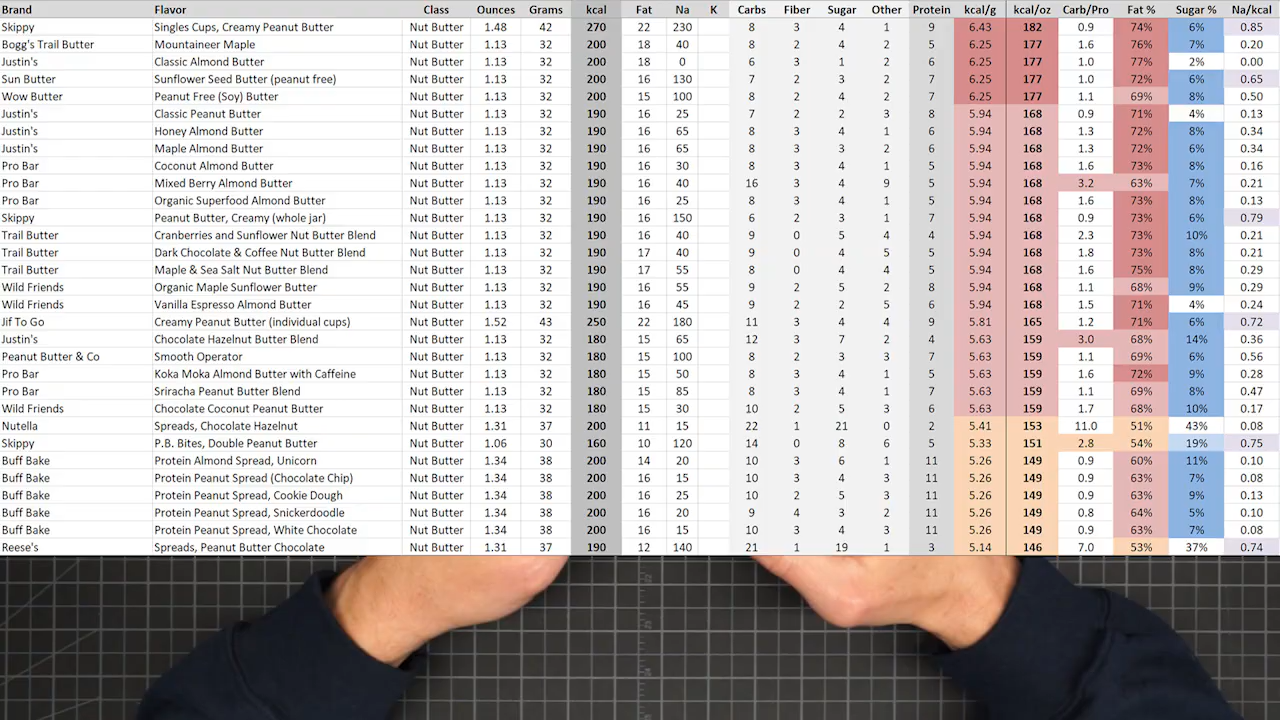 Brand Flavor Class Ounces Grams kcal Fat Na K Carbs Fiber Sugar Other Protein kcal/g kcal/oz Carb/Pro Fat % Sugar % Na/kcal
Skippy Singles Cups, Creamy Peanut Butter Nut Butter 1.48 42 270 22 230 8 3 4 1 9 6.43 182 0.9 74% 6% 0.85
Bogg's Trail Butter Mountaineer Maple Nut Butter 1.13 32 200 18 40 8 2 4 2 5 6.25 177 1.6 76% 7% 0.20
Justin's Classic Almond Butter Nut Butter 1.13 32 200 18 0 6 3 1 2 6 6.25 177 1.0 77% 2% 0.00
Sun Butter Sunflower Seed Butter (peanut free) Nut Butter 1.13 32 200 16 130 7 2 3 2 7 6.25 177 1.0 72% 6% 0.65
Wow Butter Peanut Free (Soy) Butter Nut Butter 1.13 32 200 15 100 8 2 4 2 7 6.25 177 1.1 69% 8% 0.50
Justin's Classic Peanut Butter Nut Butter 1.13 32 190 16 25 7 2 2 3 8 5.94 168 0.9 71% 4% 0.13
Justin's Honey Almond Butter Nut Butter 1.13 32 190 16 65 8 3 4 1 6 5.94 168 1.3 72% 8% 0.34
Justin's Maple Almond Butter Nut Butter 1.13 32 190 16 65 8 3 3 2 6 5.94 168 1.3 72% 6% 0.34
Pro Bar Coconut Almond Butter Nut Butter 1.13 32 190 16 30 8 3 4 1 5 5.94 168 1.6 73% 8% 0.16
Pro Bar Mixed Berry Almond Butter Nut Butter 1.13 32 190 16 40 16 3 4 9 5 5.94 168 3.2 63% 7% 0.21
Pro Bar Organic Superfood Almond Butter Nut Butter 1.13 32 190 16 25 8 3 4 1 5 5.94 168 1.6 73% 8% 0.13
Skippy Peanut Butter, Creamy (whole jar) Nut Butter 1.13 32 190 16 150 6 2 3 1 7 5.94 168 0.9 73% 6% 0.79
Trail Butter Cranberries and Sunflower Nut Butter Blend Nut Butter 1.13 32 190 16 40 9 0 5 4 4 5.94 168 2.3 73% 10% 0.21
Trail Butter Dark Chocolate & Coffee Nut Butter Blend Nut Butter 1.13 32 190 17 40 9 0 4 5 5 5.94 168 1.8 73% 8% 0.21
Trail Butter Maple & Sea Salt Nut Butter Blend Nut Butter 1.13 32 190 17 55 8 0 4 4 5 5.94 168 1.6 75% 8% 0.29
Wild Friends Organic Maple Sunflower Butter Nut Butter 1.13 32 190 16 55 9 2 5 2 8 5.94 168 1.1 68% 9% 0.29
Wild Friends Vanilla Espresso Almond Butter Nut Butter 1.13 32 190 16 45 9 2 2 5 6 5.94 168 1.5 71% 4% 0.24
Jif To Go Creamy Peanut Butter (individual cups) Nut Butter 1.52 43 250 22 180 11 3 4 4 9 5.81 165 1.2 71% 6% 0.72
Justin's Chocolate Hazelnut Butter Blend Nut Butter 1.13 32 180 15 65 12 3 7 2 4 5.63 159 3.0 68% 14% 0.36
Peanut Butter & Co Smooth Operator Nut Butter 1.13 32 180 15 100 8 2 3 3 7 5.63 159 1.1 69% 6% 0.56
Pro Bar Koka Moka Almond Butter with Caffeine Nut Butter 1.13 32 180 15 50 8 3 4 1 5 5.63 159 1.6 72% 9% 0.28
Pro Bar Sriracha Peanut Butter Blend Nut Butter 1.13 32 180 15 85 8 3 4 1 7 5.63 159 1.1 69% 8% 0.47
Wild Friends Chocolate Coconut Peanut Butter Nut Butter 1.13 32 180 15 30 10 2 5 3 6 5.63 159 1.7 68% 10% 0.17
Nutella Spreads, Chocolate Hazelnut Nut Butter 1.31 37 200 11 15 22 1 21 0 2 5.41 153 11.0 51% 43% 0.08
Skippy P.B. Bites, Double Peanut Butter Nut Butter 1.06 30 160 10 120 14 0 8 6 5 5.33 151 2.8 54% 19% 0.75
Buff Bake Protein Almond Spread, Unicorn Nut Butter 1.34 38 200 14 20 10 3 6 1 11 5.26 149 0.9 60% 11% 0.10
Buff Bake Protein Peanut Spread (Chocolate Chip) Nut Butter 1.34 38 200 16 15 10 3 4 3 11 5.26 149 0.9 63% 7% 0.08
Buff Bake Protein Peanut Spread, Cookie Dough Nut Butter 1.34 38 200 16 25 10 2 5 3 11 5.26 149 0.9 63% 9% 0.13
Buff Bake Protein Peanut Spread, Snickerdoodle Nut Butter 1.34 38 200 16 20 9 4 3 2 11 5.26 149 0.8 64% 5% 0.10
Buff Bake Protein Peanut Spread, White Chocolate Nut Butter 1.34 38 200 16 15 10 3 4 3 11 5.26 149 0.9 63% 7% 0.08
Reese's Spreads, Peanut Butter Chocolate Nut Butter 1.31 37 190 12 140 21 1 19 1 3 5.14 146 7.0 53% 37% 0.74